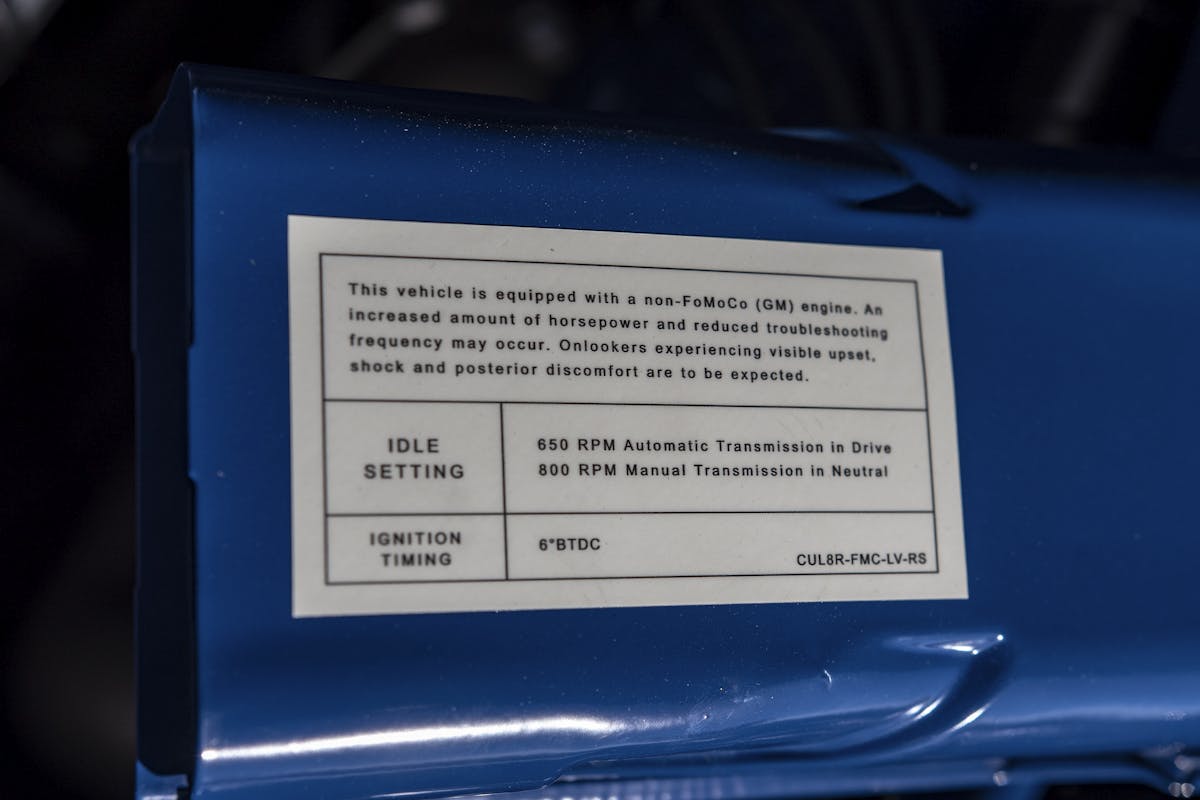 This vehicle is equipped with a non-FoMoCo (GM) engine. An
increased amount of horsepower and reduced troubleshooting
frequency may occur. Onlookers experiencing visible upset,
shock and posterior discomfort are to be expected.
IDLE
SETTING
650 RPM Automatic Transmission in Drive
800 RPM Manual Transmission in Neutral
IGNITION
TIMING
6°BTDC
CUL8R-FMC-LV-RS